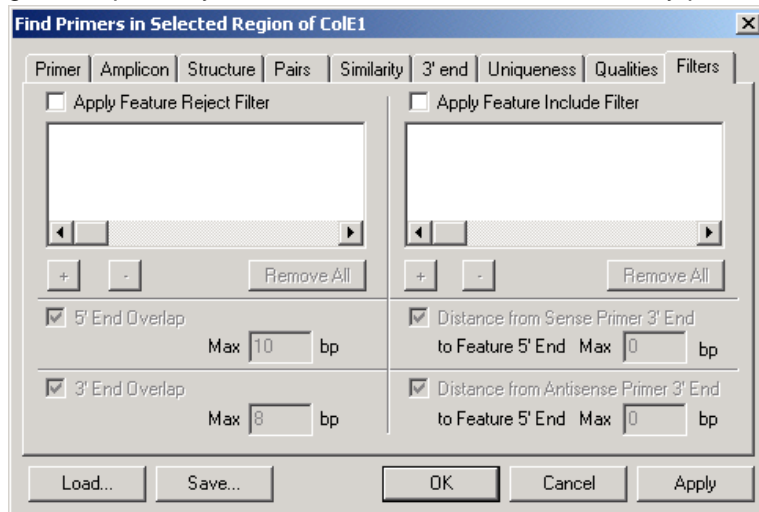 Find Primers in Selected Region of ColE1
Primer Amplicon Structure Pairs Similarity 3' end Uniqueness Qualities Filters
Apply Feature Reject Filter
+ - Remove All
5' End Overlap
Max 10 bp
3' End Overlap
Max 8 bp
Apply Feature Include Filter
+ - Remove All
Distance from Sense Primer 3' End
to Feature 5' End Max 0 bp
Distance from Antisense Primer 3' End
to Feature 5' End Max 0 bp
Load... Save... OK Cancel Apply